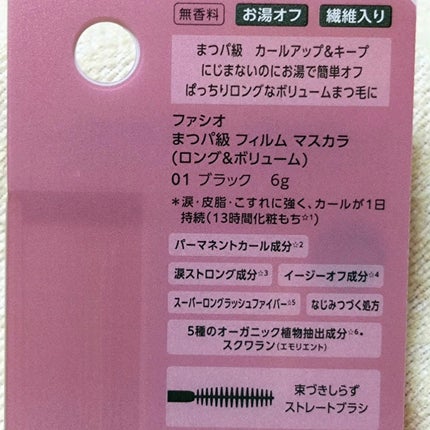 無香料 お湯オフ 繊維入り
まつパ級 カールアップ&キープ
にじまないのにお湯で簡単オフ
ぱっちりロングなボリュームまつ毛に
ファシオ
まつパ級 フィルム マスカラ
(ロング&ボリューム)
01 ブラック 6g
*涙・皮脂・こすれに強く、カールが1日
持続(13時間化粧もち☆1)
パーマネントカール成分☆2
涙ストロング成分☆3 イージーオフ成分☆4
スーパーロングラッシュファイバー☆5 なじみつづく処方
5種のオーガニック植物抽出成分☆6*
スクワラン(エモリエント)
束づきしらず
ストレートブラシ